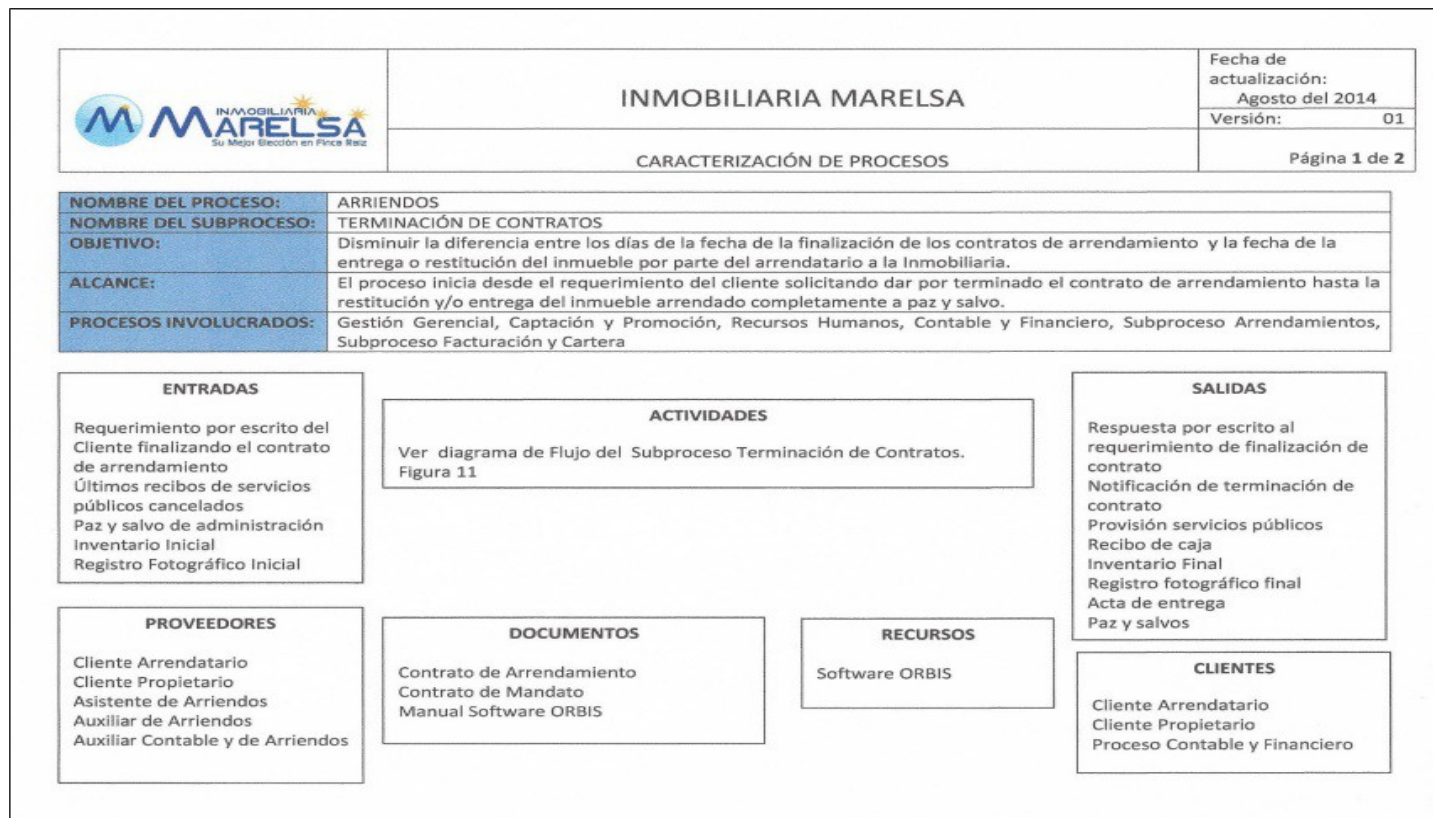 INMOBILIARIA
MARELSA
Su Mejor Elección en Finca Raiz
INMOBILIARIA MARELSA
CARACTERIZACIÓN DE PROCESOS
Fecha de
actualización:
Agosto del 2014
Versión: 01
Página 1 de 2
NOMBRE DEL PROCESO: ARRIENDOS
NOMBRE DEL SUBPROCESO: TERMINACIÓN DE CONTRATOS
OBJETIVO: Disminuir la diferencia entre los días de la fecha de la finalización de los contratos de arrendamiento y la fecha de la
entrega o restitución del inmueble por parte del arrendatario a la Inmobiliaria.
ALCANCE: El proceso inicia desde el requerimiento del cliente solicitando dar por terminado el contrato de arrendamiento hasta la
restitución y/o entrega del inmueble arrendado completamente a paz y salvo.
PROCESOS INVOLUCRADOS: Gestión Gerencial, Captación y Promoción, Recursos Humanos, Contable y Financiero, Subproceso Arrendamientos,
Subproceso Facturación y Cartera
ENTRADAS
Requerimiento por escrito del
Cliente finalizando el contrato
de arrendamiento
Últimos recibos de servicios
públicos cancelados
Paz y salvo de administración
Inventario Inicial
Registro Fotográfico Inicial
ACTIVIDADES
Ver diagrama de Flujo del Subproceso Terminación de Contratos.
Figura 11
SALIDAS
Respuesta por escrito al
requerimiento de finalización de
contrato
Notificación de terminación de
contrato
Provisión servicios públicos
Recibo de caja
Inventario Final
Registro fotográfico final
Acta de entrega
Paz y salvos
PROVEEDORES
Cliente Arrendatario
Cliente Propietario
Asistente de Arriendos
Auxiliar de Arriendos
Auxiliar Contable y de Arriendos
DOCUMENTOS
Contrato de Arrendamiento
Contrato de Mandato
Manual Software ORBIS
RECURSOS
Software ORBIS
CLIENTES
Cliente Arrendatario
Cliente Propietario
Proceso Contable y Financiero